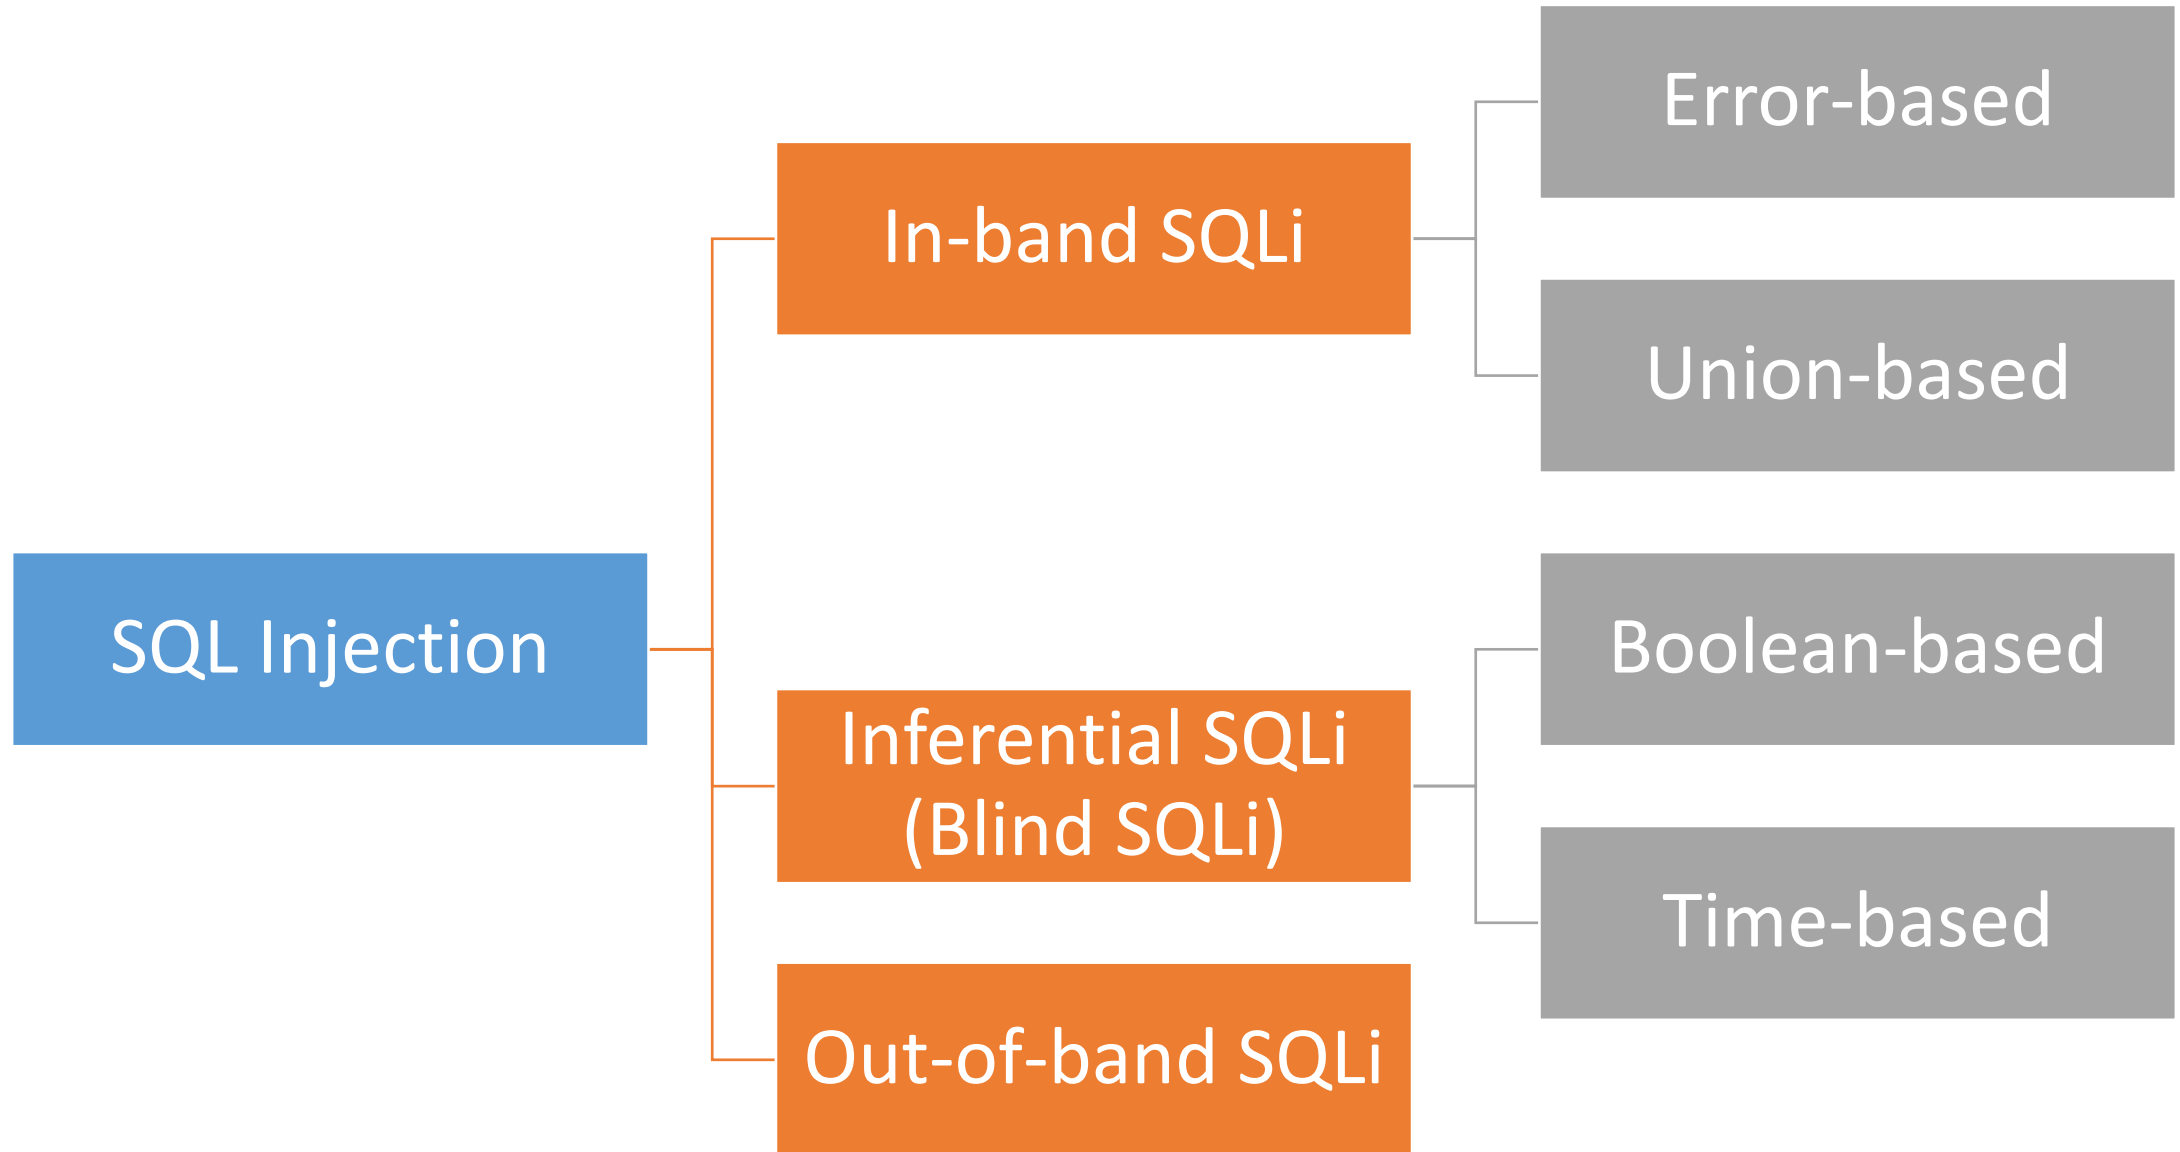 SQL Injection
In-band SQLi
Error-based
Union-based
Inferential SQLi
(Blind SQLi)
Boolean-based
Time-based
Out-of-band SQLi